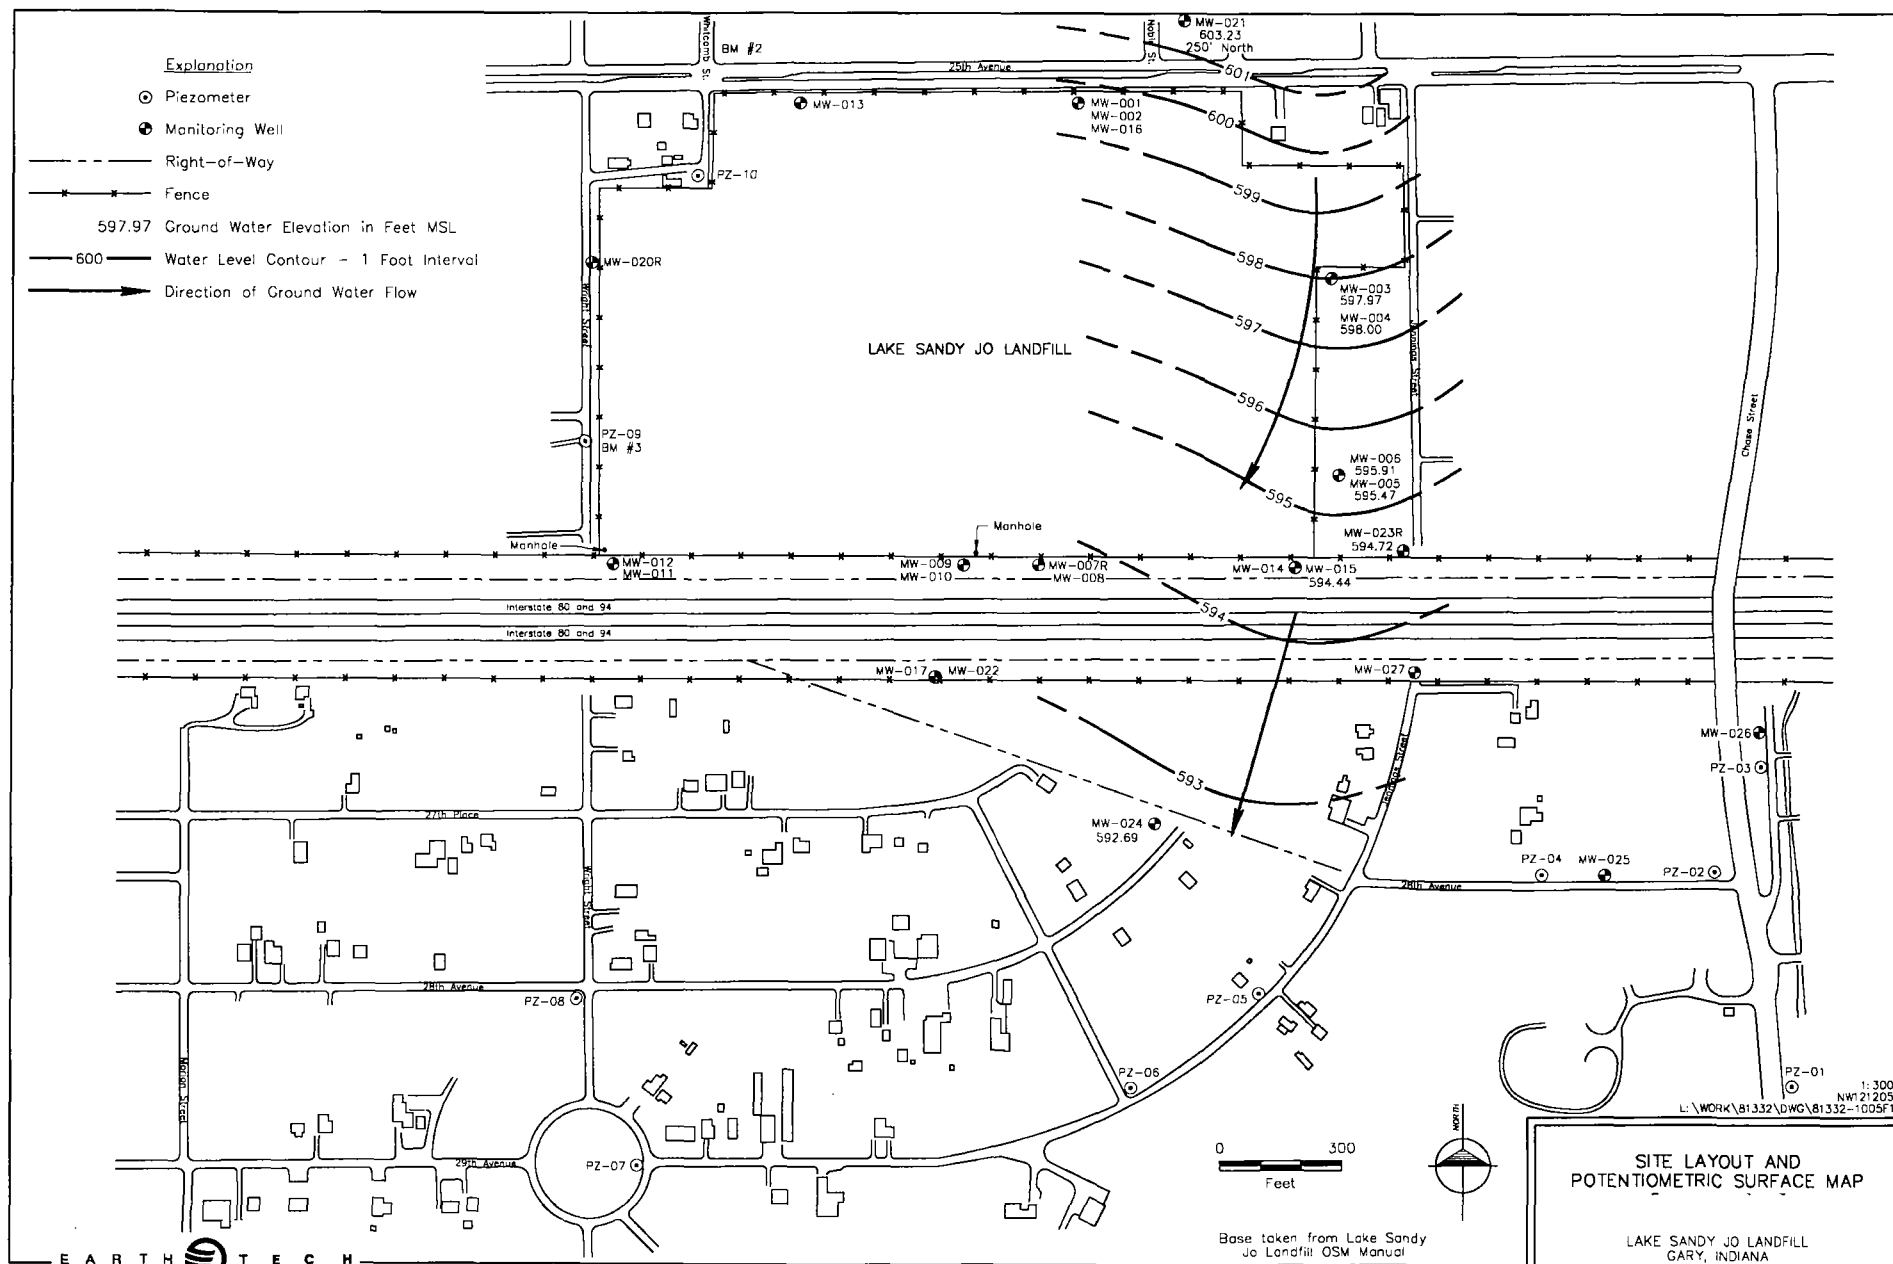 Explanation
Piezometer
Monitoring Well
Right-of-Way
Fence
597.97 Ground Water Elevation in Feet MSL
600 Water Level Contour - 1 Foot Interval
Direction of Ground Water Flow
Whitcomb St.
BM #2
Noble St.
MW-021
603.23
250' North
25th Avenue
601
MW-013
MW-001
MW-002
MW-016
600
PZ-10
599
598
MW-020R
MW-003
597.97
MW-004
598.00
597
Wright Street
LAKE SANDY JO LANDFILL
Jennings Street
596
Chase Street
PZ-09
BM #3
MW-006
595.91
MW-005
595.47
595
Manhole
Manhole
MW-023R
594.72
MW-012
MW-011
MW-009
MW-010
MW-007R
MW-008
MW-014
MW-015
594.44
Interstate 80 and 94
594
Interstate 80 and 94
MW-017
MW-022
MW-027
MW-026
PZ-03
Jennings Street
593
27th Place
MW-024
592.69
PZ-04
MW-025
PZ-02
28th Avenue
Wright Street
28th Avenue
PZ-08
PZ-05
Marion Street
PZ-06
PZ-01
1:300
NW121205
L:\WORK\81332\DWG\81332-1005F1
29th Avenue
PZ-07
0 300
Feet
NORTH
SITE LAYOUT AND
POTENTIOMETRIC SURFACE MAP
Base taken from Lake Sandy
Jo Landfill OSM Manual
LAKE SANDY JO LANDFILL
GARY, INDIANA
EARTH TECH